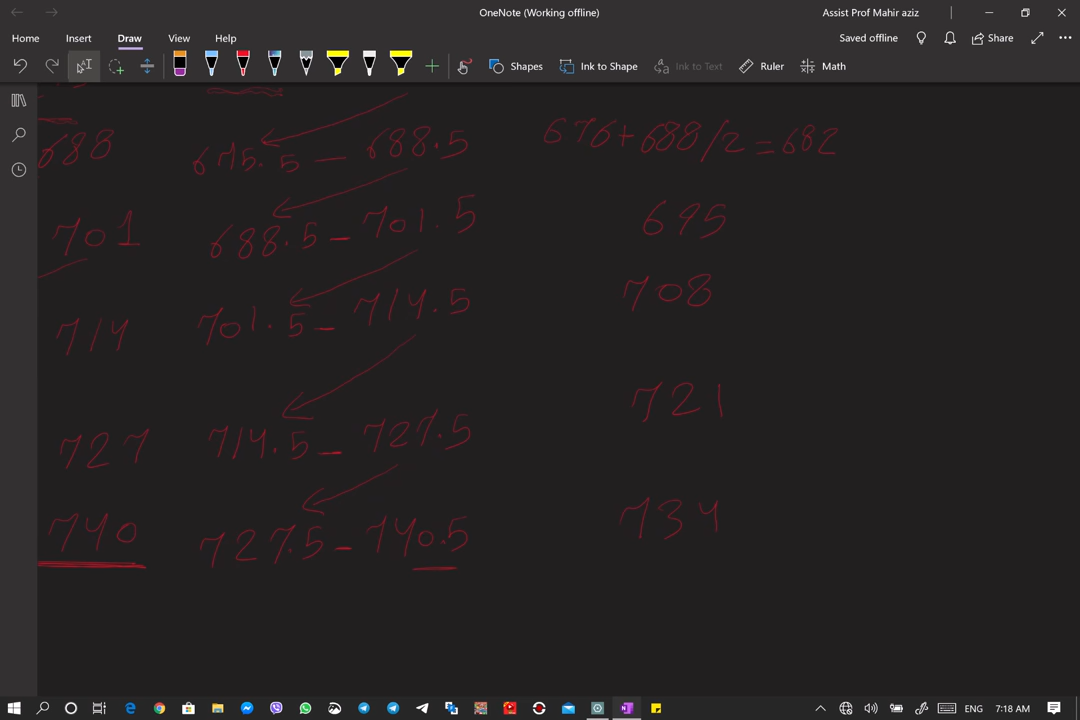 OneNote (Working offline)
Assist Prof Mahir aziz
Home Insert Draw View Help
Saved offline
Share
Shapes
Ink to Shape
Ink to Text
Ruler
Math
688 675.5 – 688.5 676+688/2=682
701 688.5 – 701.5 695
714 701.5 – 714.5 708
727 714.5 – 727.5 721
740 727.5 – 740.5 734
ENG 7:18 AM